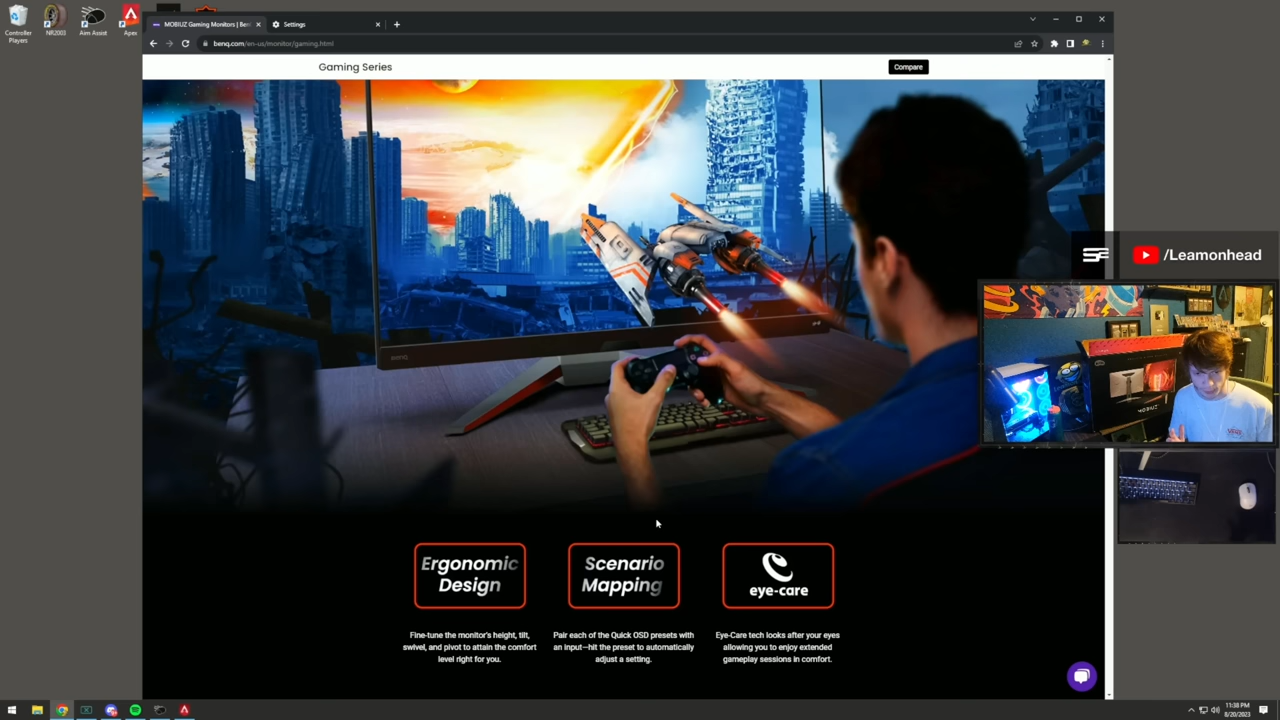 Controller
Players
NR2003
Aim Assist
Apex
MOBIUZ Gaming Monitors | Ben
Settings
benq.com/en-us/monitor/gaming.html
Gaming Series
Compare
BENQ
/Leamonhead
MOBIUZ
Ergonomic
Design
Scenario
Mapping
eye-care
Fine-tune the monitor's height, tilt,
swivel, and pivot to attain the comfort
level right for you.
Pair each of the Quick OSD presets with
an input—hit the preset to automatically
adjust a setting.
Eye-Care tech looks after your eyes
allowing you to enjoy extended
gameplay sessions in comfort.
11:38 PM
8/20/2023